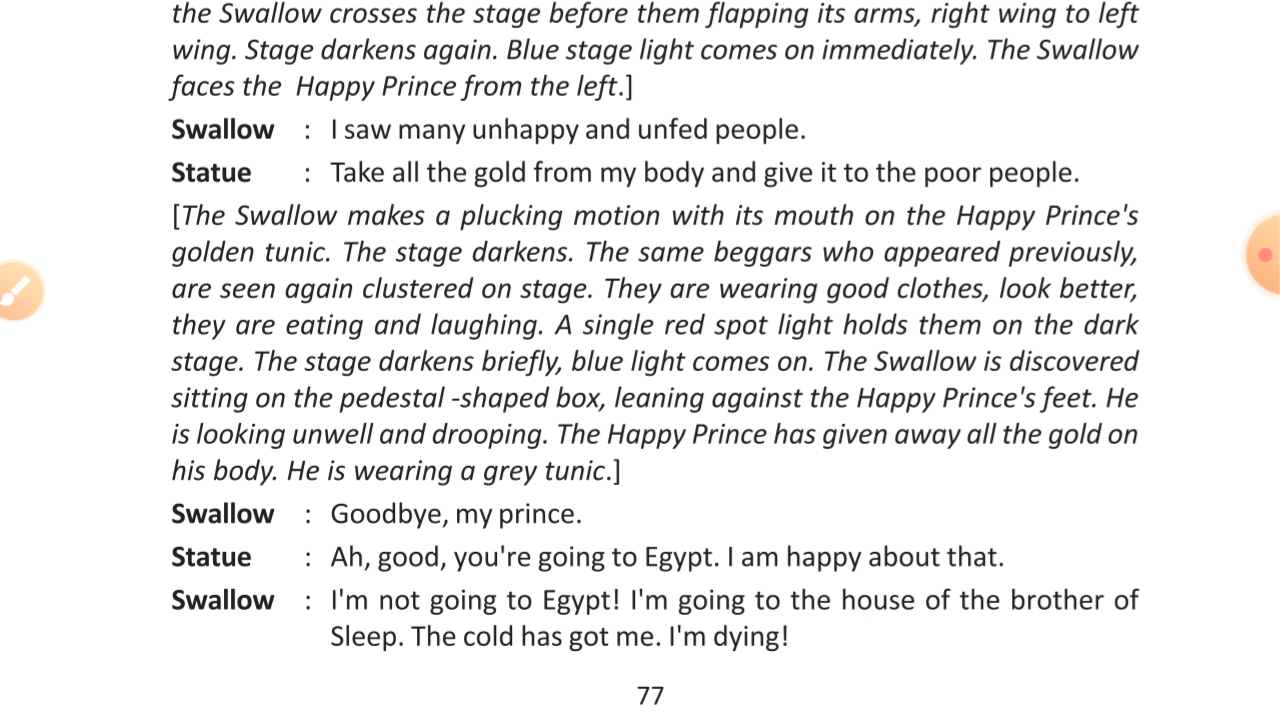 the Swallow crosses the stage before them flapping its arms, right wing to left
wing. Stage darkens again. Blue stage light comes on immediately. The Swallow
faces the  Happy Prince from the left.]
Swallow : I saw many unhappy and unfed people.
Statue : Take all the gold from my body and give it to the poor people.
[The Swallow makes a plucking motion with its mouth on the Happy Prince's
golden tunic. The stage darkens. The same beggars who appeared previously,
are seen again clustered on stage. They are wearing good clothes, look better,
they are eating and laughing. A single red spot light holds them on the dark
stage. The stage darkens briefly, blue light comes on. The Swallow is discovered
sitting on the pedestal -shaped box, leaning against the Happy Prince's feet. He
is looking unwell and drooping. The Happy Prince has given away all the gold on
his body. He is wearing a grey tunic.]
Swallow : Goodbye, my prince.
Statue : Ah, good, you're going to Egypt. I am happy about that.
Swallow : I'm not going to Egypt! I'm going to the house of the brother of
Sleep. The cold has got me. I'm dying!
77